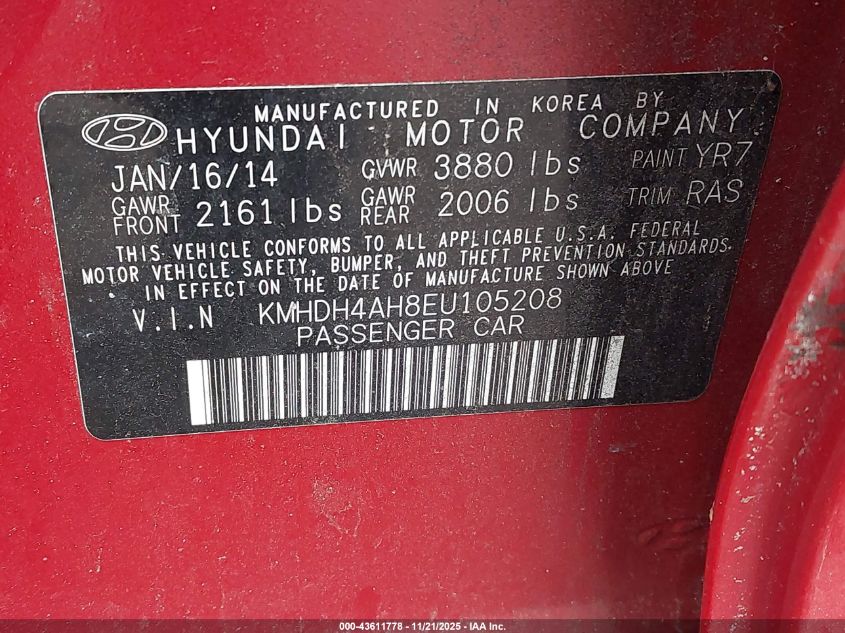 MANUFACTURED IN KOREA BY
HYUNDAI MOTOR COMPANY
JAN/16/14 GVWR 3880 lbs PAINT YR7
GAWR FRONT 2161 lbs GAWR REAR 2006 lbs TRIM RAS
THIS VEHICLE CONFORMS TO ALL APPLICABLE U.S.A. FEDERAL
MOTOR VEHICLE SAFETY, BUMPER, AND THEFT PREVENTION STANDARDS
IN EFFECT ON THE DATE OF MANUFACTURE SHOWN ABOVE
V.I.N KMHDH4AH8EU105208
PASSENGER CAR
000-43611778 - 11/21/2025 - IAA Inc.